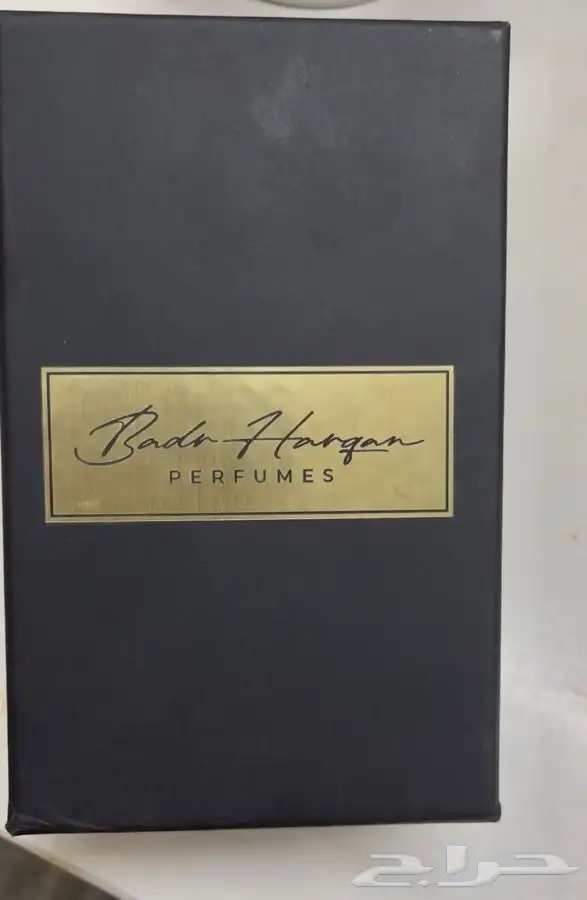 Badr Harqan
PERFUMES
حراج